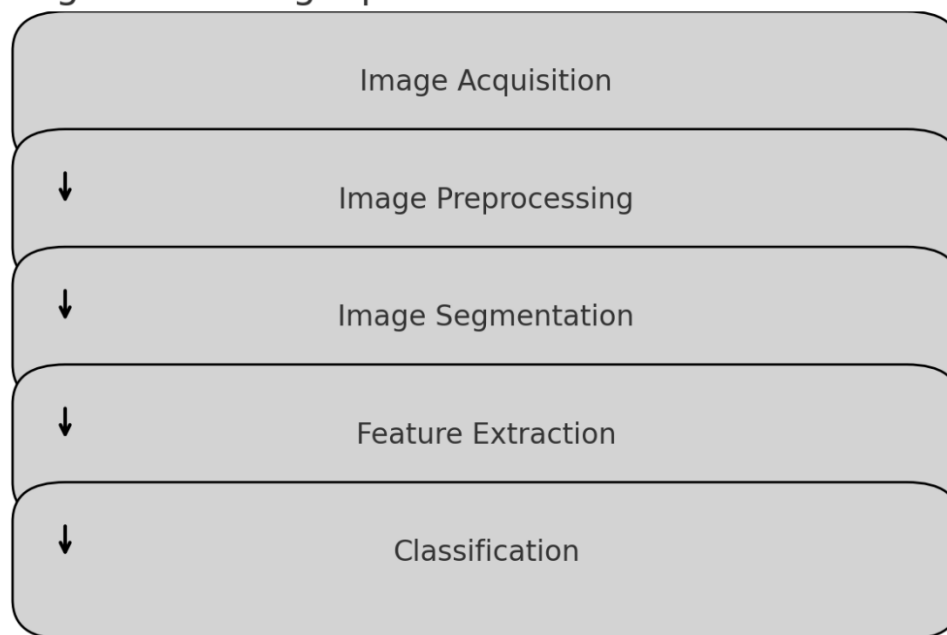 Image Acquisition
Image Preprocessing
Image Segmentation
Feature Extraction
Classification